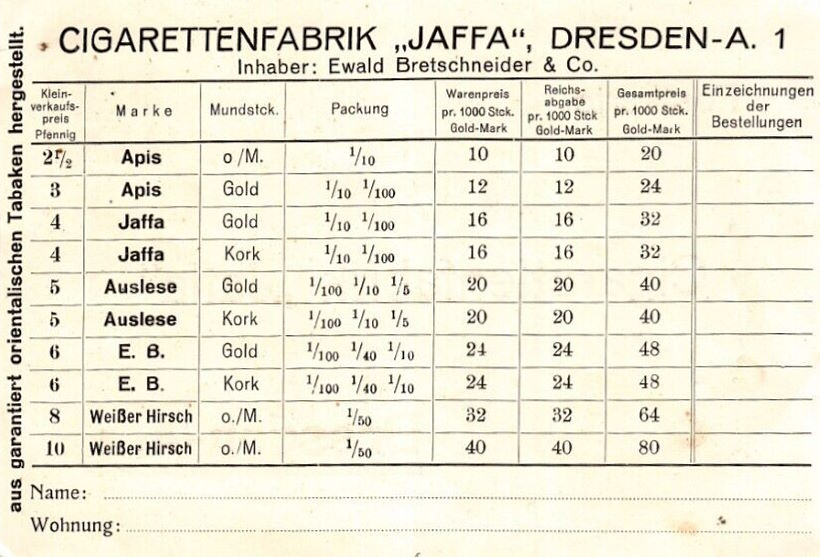 CIGARETTENFABRIK „JAFFA“, DRESDEN-A. 1
Inhaber: Ewald Bretschneider & Co.
aus garantiert orientalischen Tabaken hergestellt.
Klein-verkaufs-preis Pfennig | Marke | Mundstck. | Packung | Warenpreis pr. 1000 Stck. Gold-Mark | Reichs-abgabe pr. 1000 Stck Gold-Mark | Gesamtpreis pr. 1000 Stck. Gold-Mark | Einzeichnungen der Bestellungen
2 1/2 | Apis | o/M. | 1/10 | 10 | 10 | 20
3 | Apis | Gold | 1/10 1/100 | 12 | 12 | 24
4 | Jaffa | Gold | 1/10 1/100 | 16 | 16 | 32
4 | Jaffa | Kork | 1/10 1/100 | 16 | 16 | 32
5 | Auslese | Gold | 1/100 1/10 1/5 | 20 | 20 | 40
5 | Auslese | Kork | 1/100 1/10 1/5 | 20 | 20 | 40
6 | E. B. | Gold | 1/100 1/40 1/10 | 24 | 24 | 48
6 | E. B. | Kork | 1/100 1/40 1/10 | 24 | 24 | 48
8 | Weißer Hirsch | o./M. | 1/50 | 32 | 32 | 64
10 | Weißer Hirsch | o./M. | 1/50 | 40 | 40 | 80
Name:
Wohnung: